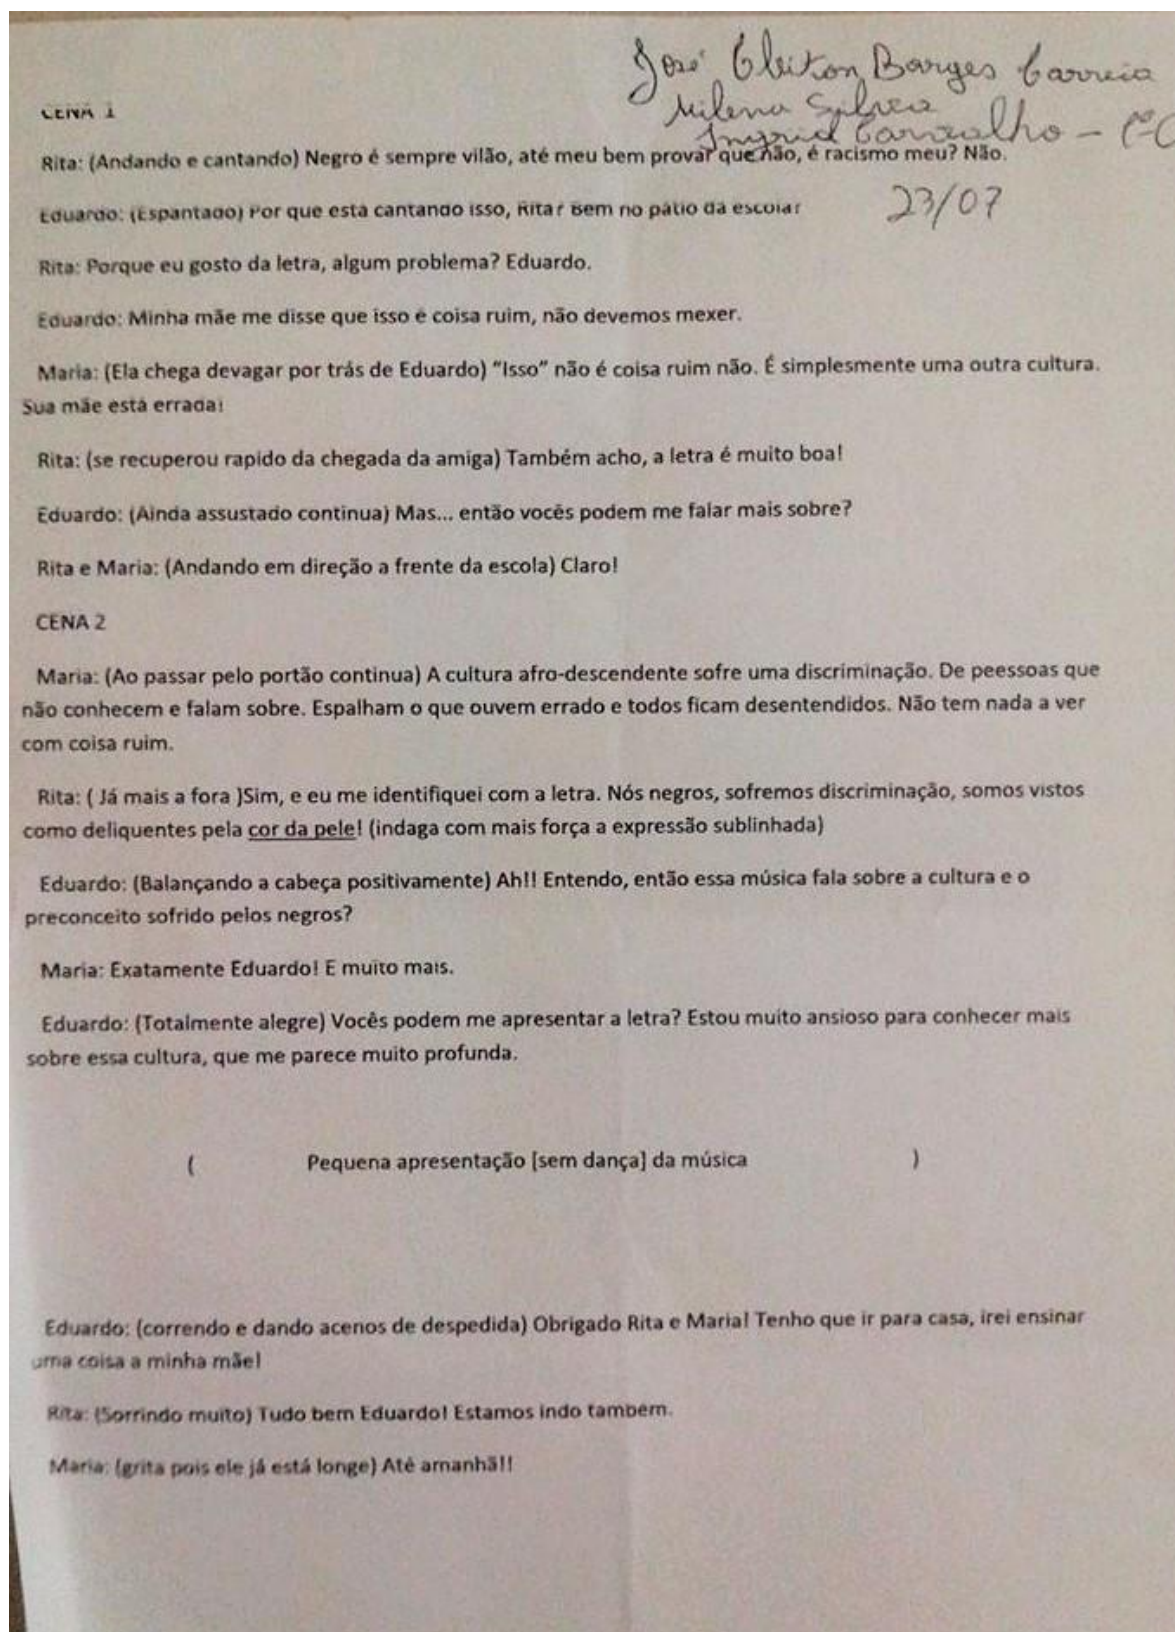 José Cleiton Borges Correia
Milena Silva
Ingrid Carvalho - 1º C
CENA 1
Rita: (Andando e cantando) Negro é sempre vilão, até meu bem provar que não, é racismo meu? Não.
23/07
Eduardo: (Espantado) Por que está cantando isso, Rita? Bem no pátio da escola?
Rita: Porque eu gosto da letra, algum problema? Eduardo.
Eduardo: Minha mãe me disse que isso é coisa ruim, não devemos mexer.
Maria: (Ela chega devagar por trás de Eduardo) "Isso" não é coisa ruim não. É simplesmente uma outra cultura.
Sua mãe está errada!
Rita: (se recuperou rapido da chegada da amiga) Também acho, a letra é muito boa!
Eduardo: (Ainda assustado continua) Mas... então vocês podem me falar mais sobre?
Rita e Maria: (Andando em direção a frente da escola) Claro!
CENA 2
Maria: (Ao passar pelo portão continua) A cultura afro-descendente sofre uma discriminação. De peessoas que
não conhecem e falam sobre. Espalham o que ouvem errado e todos ficam desentendidos. Não tem nada a ver
com coisa ruim.
Rita: ( Já mais a fora )Sim, e eu me identifiquei com a letra. Nós negros, sofremos discriminação, somos vistos
como deliquentes pela cor da pele! (indaga com mais força a expressão sublinhada)
Eduardo: (Balançando a cabeça positivamente) Ah!! Entendo, então essa música fala sobre a cultura e o
preconceito sofrido pelos negros?
Maria: Exatamente Eduardo! E muito mais.
Eduardo: (Totalmente alegre) Vocês podem me apresentar a letra? Estou muito ansioso para conhecer mais
sobre essa cultura, que me parece muito profunda.
( Pequena apresentação [sem dança] da música )
Eduardo: (correndo e dando acenos de despedida) Obrigado Rita e Maria! Tenho que ir para casa, irei ensinar
uma coisa a minha mãe!
Rita: (Sorrindo muito) Tudo bem Eduardo! Estamos indo também.
Maria: (grita pois ele já está longe) Até amanhã!!